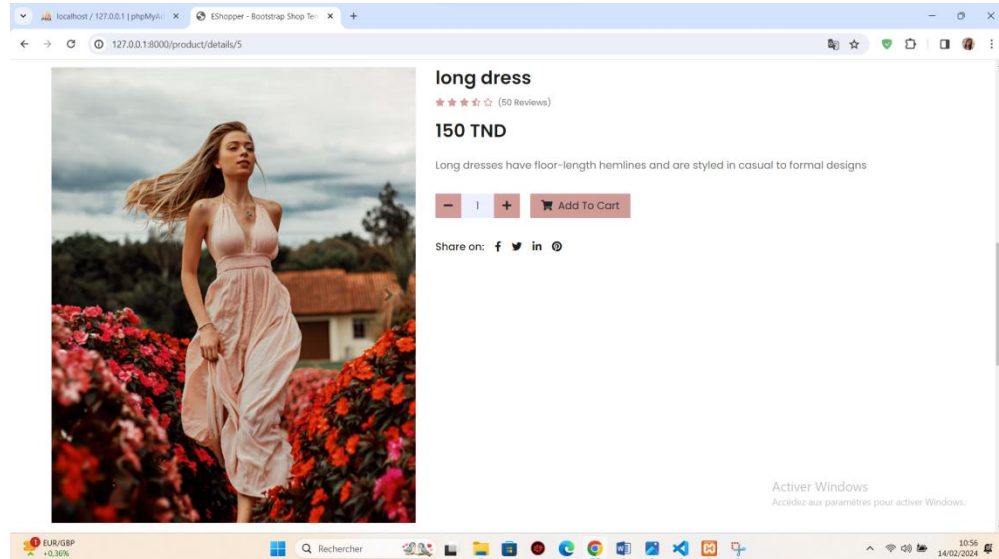 localhost / 127.0.0.1 | phpMyAd
EShopper - Bootstrap Shop Tem
127.0.0.1:8000/product/details/5
long dress
(50 Reviews)
150 TND
Long dresses have floor-length hemlines and are styled in casual to formal designs
1
Add To Cart
Share on:
Activer Windows
Accédez aux paramètres pour activer Windows.
1
EUR/GBP
+0,36%
Rechercher
10:56
14/02/2024